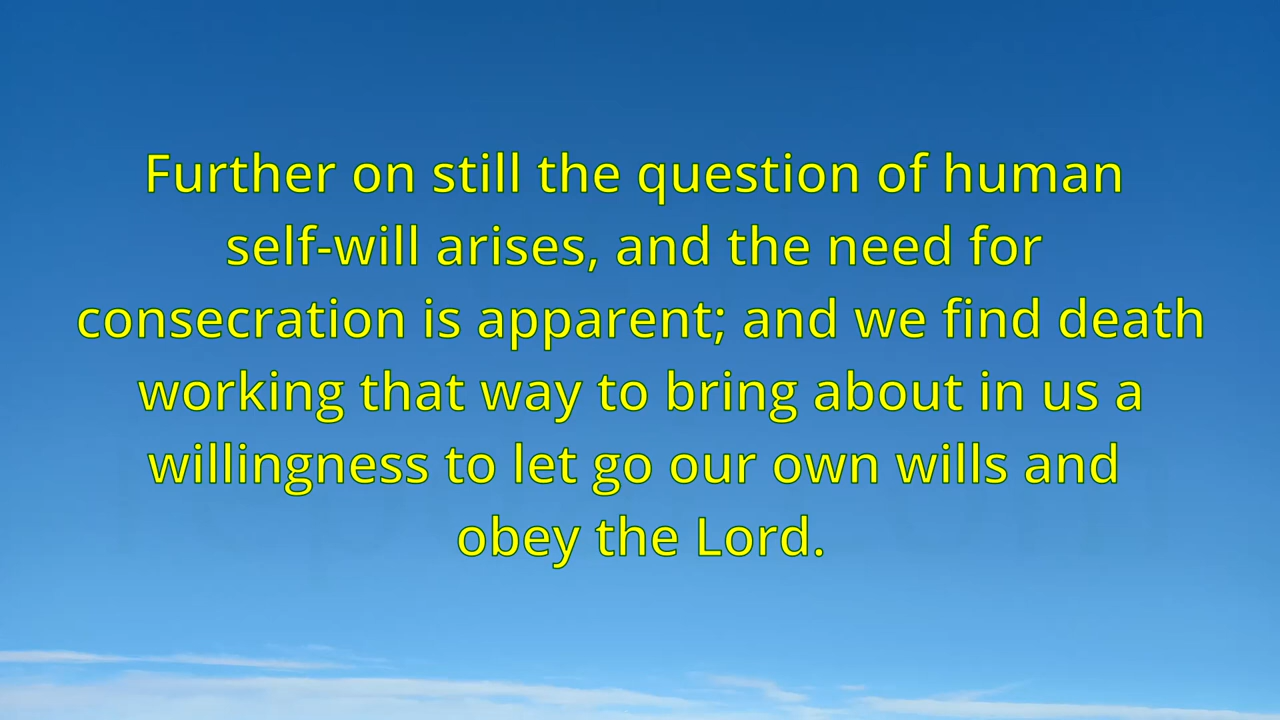 Further on still the question of human
self-will arises, and the need for
consecration is apparent; and we find death
working that way to bring about in us a
willingness to let go our own wills and
obey the Lord.